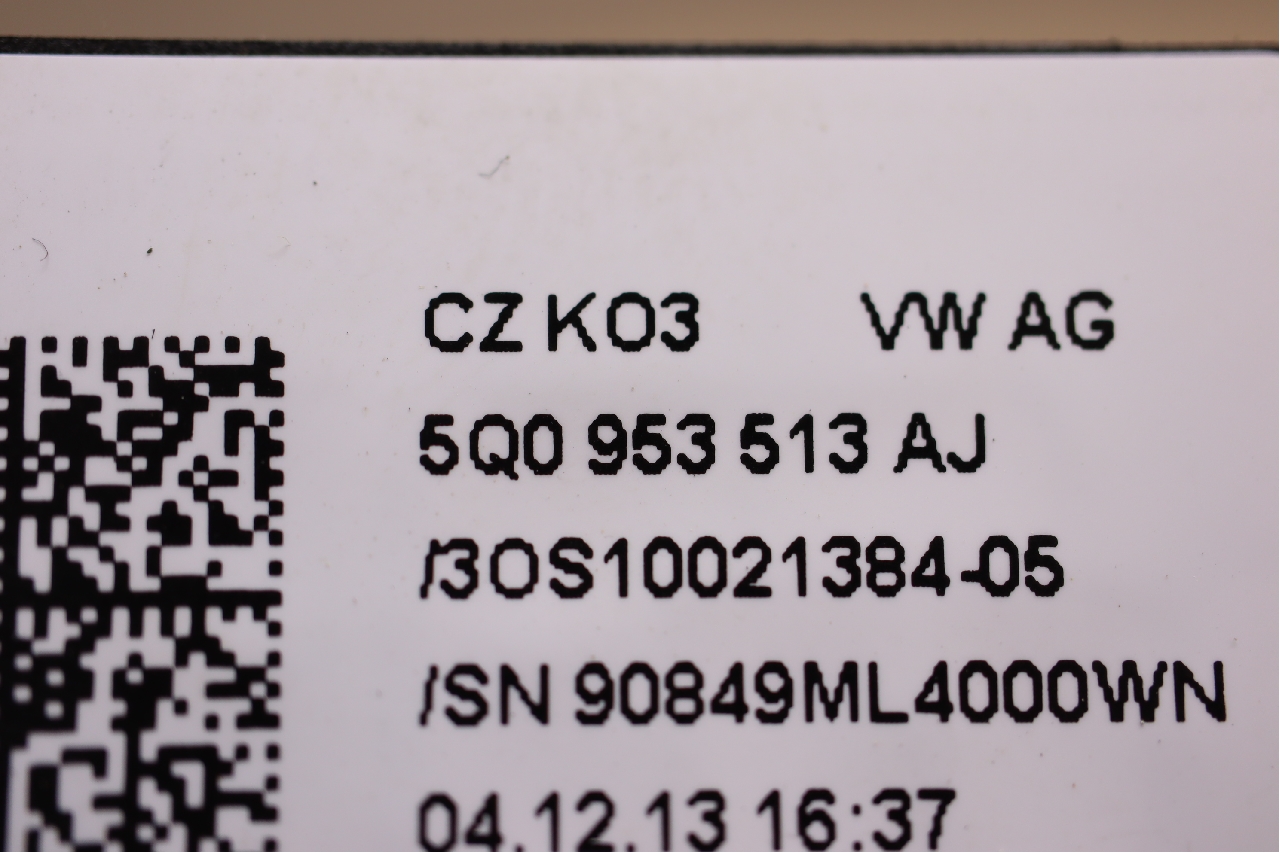 CZ KO3 VW AG
5Q0 953 513 AJ
/3OS10021384-05
/SN 90849ML4000WN
04.12.13 16:37